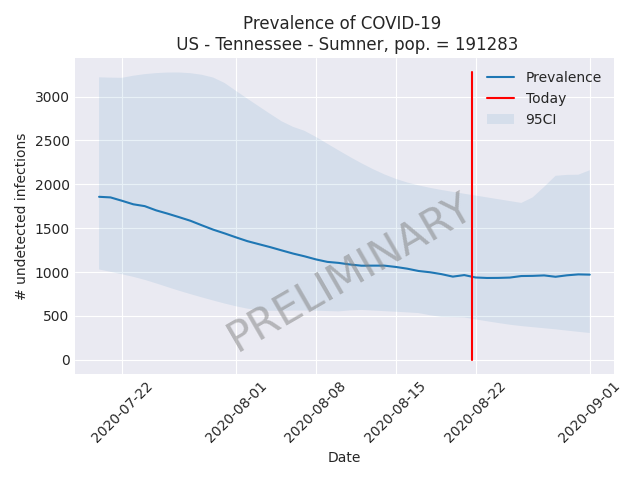 Prevalence of COVID-19
US - Tennessee - Sumner, pop. = 191283
Prevalence
Today
95CI
3000
2500
2000
1500
1000
500
0
# undetected infections
PRELIMINARY
2020-07-22
2020-08-01
2020-08-08
2020-08-15
2020-08-22
2020-09-01
Date